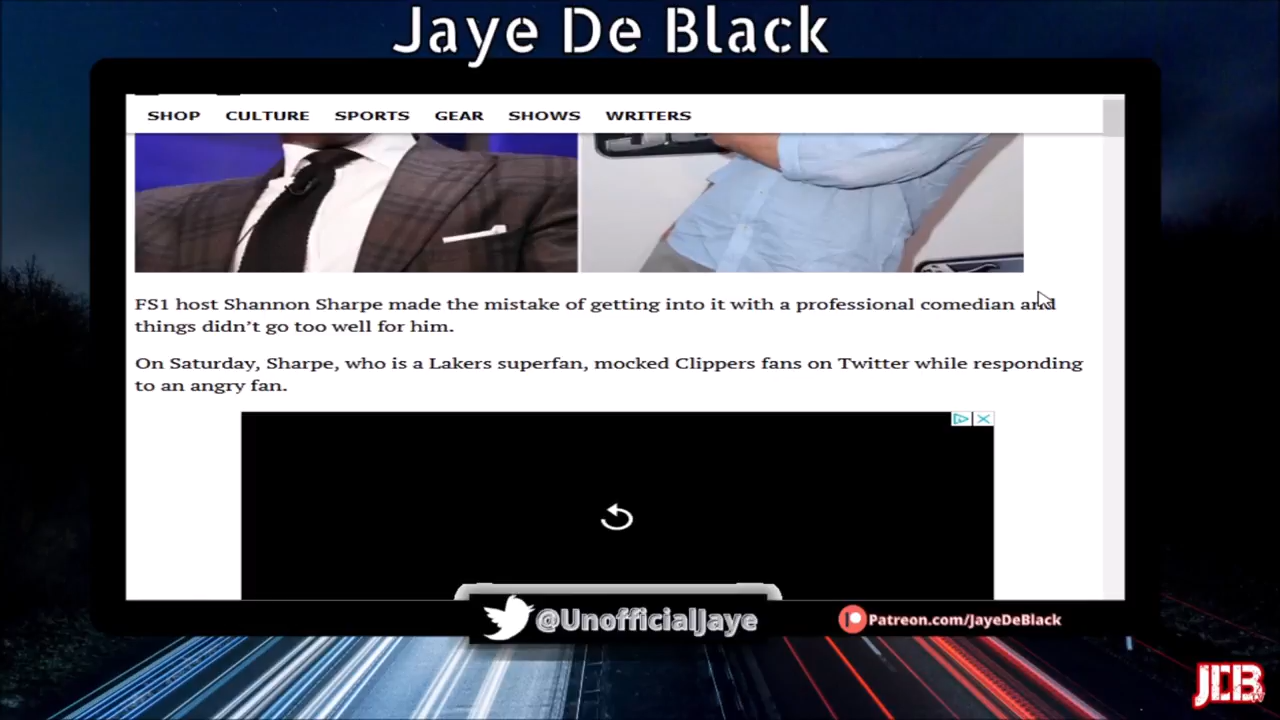 Jaye De Black
SHOP CULTURE SPORTS GEAR SHOWS WRITERS
FS1 host Shannon Sharpe made the mistake of getting into it with a professional comedian and
things didn’t go too well for him.
On Saturday, Sharpe, who is a Lakers superfan, mocked Clippers fans on Twitter while responding
to an angry fan.
@UnofficialJaye
Patreon.com/JayeDeBlack